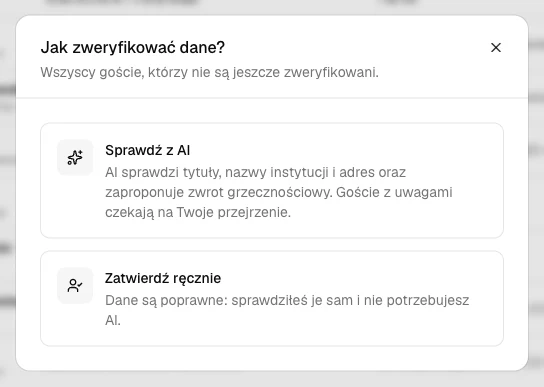 Jak zweryfikować dane?
Wszyscy goście, którzy nie są jeszcze zweryfikowani.
Sprawdź z AI
AI sprawdzi tytuły, nazwy instytucji i adres oraz
zaproponuje zwrot grzecznościowy. Goście z uwagami
czekają na Twoje przejrzenie.
Zatwierdź ręcznie
Dane są poprawne: sprawdziłeś je sam i nie potrzebujesz
AI.